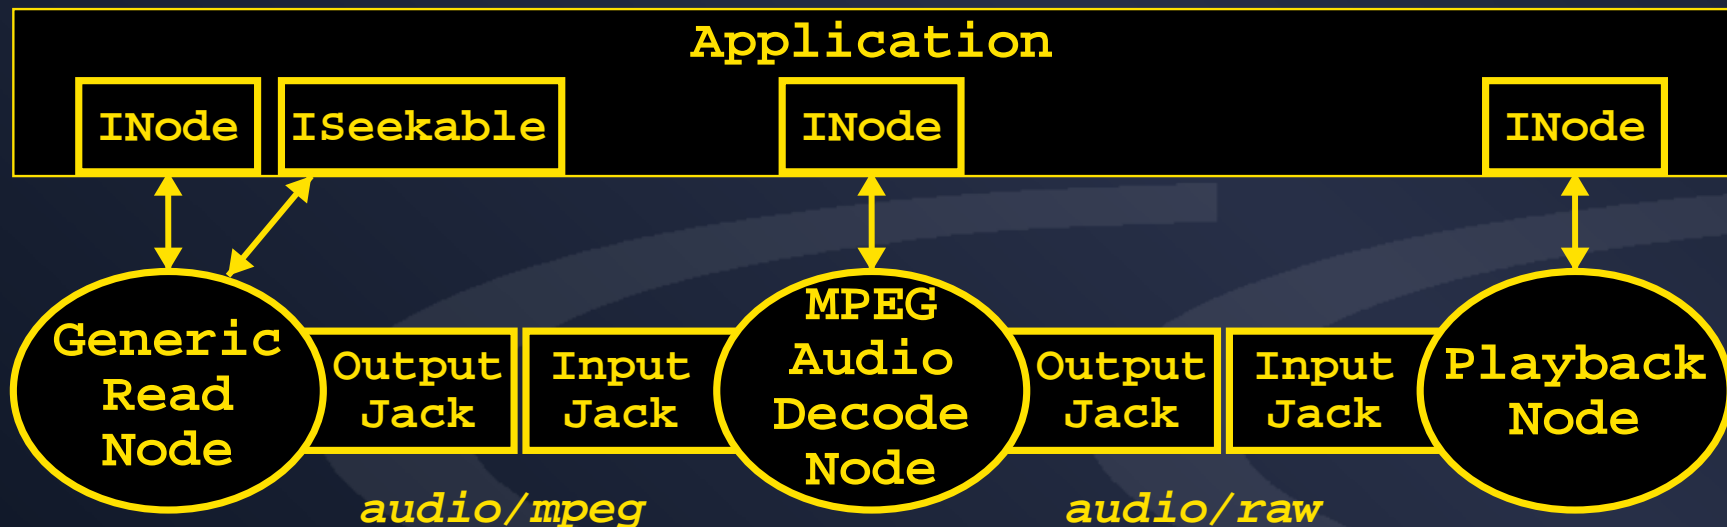 Application
INode
ISeekable
INode
INode
Generic
Read
Node
Output
Jack
Input
Jack
MPEG
Audio
Decode
Node
Output
Jack
Input
Jack
Playback
Node
audio/mpeg
audio/raw